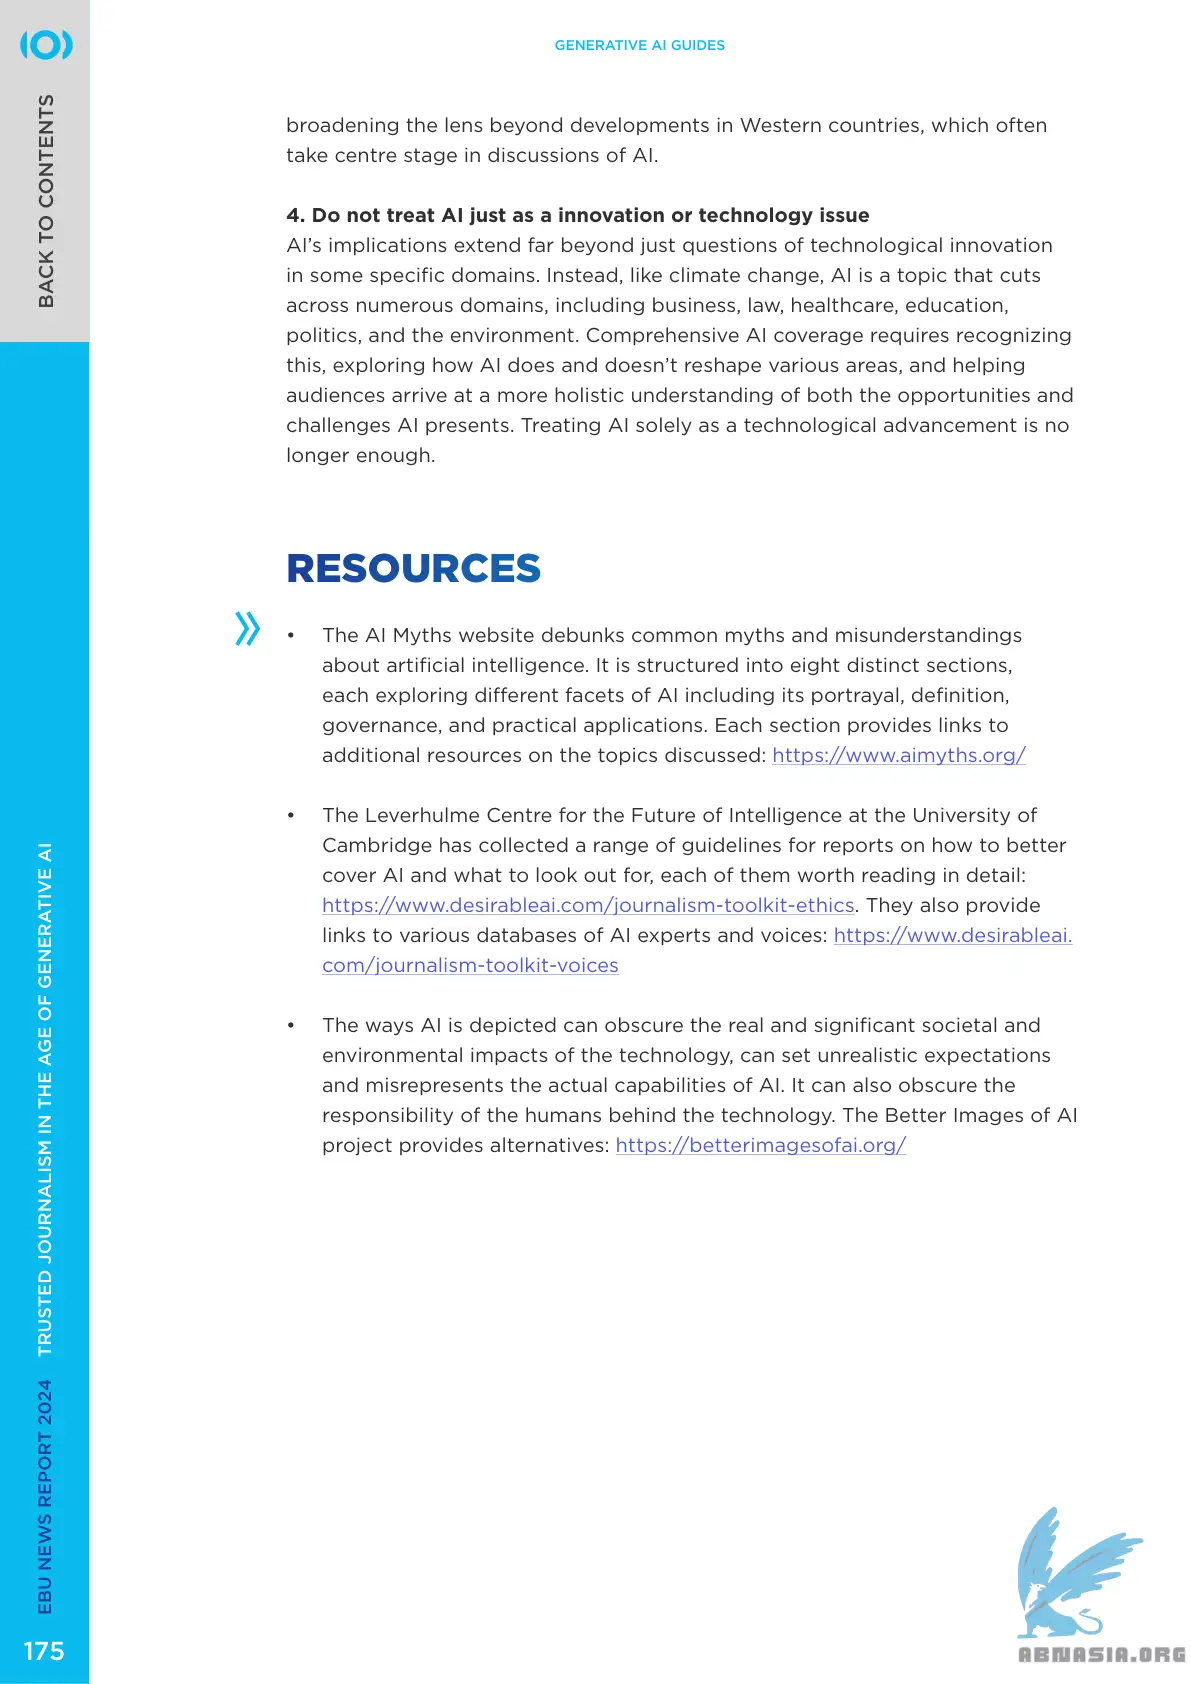 GENERATIVE AI GUIDES
BACK TO CONTENTS
broadening the lens beyond developments in Western countries, which often
take centre stage in discussions of AI.
4. Do not treat AI just as a innovation or technology issue
AI’s implications extend far beyond just questions of technological innovation
in some specific domains. Instead, like climate change, AI is a topic that cuts
across numerous domains, including business, law, healthcare, education,
politics, and the environment. Comprehensive AI coverage requires recognizing
this, exploring how AI does and doesn’t reshape various areas, and helping
audiences arrive at a more holistic understanding of both the opportunities and
challenges AI presents. Treating AI solely as a technological advancement is no
longer enough.
RESOURCES
• The AI Myths website debunks common myths and misunderstandings
about artificial intelligence. It is structured into eight distinct sections,
each exploring different facets of AI including its portrayal, definition,
governance, and practical applications. Each section provides links to
additional resources on the topics discussed: https://www.aimyths.org/
• The Leverhulme Centre for the Future of Intelligence at the University of
Cambridge has collected a range of guidelines for reports on how to better
cover AI and what to look out for, each of them worth reading in detail:
https://www.desirableai.com/journalism-toolkit-ethics. They also provide
links to various databases of AI experts and voices: https://www.desirableai.
com/journalism-toolkit-voices
• The ways AI is depicted can obscure the real and significant societal and
environmental impacts of the technology, can set unrealistic expectations
and misrepresents the actual capabilities of AI. It can also obscure the
responsibility of the humans behind the technology. The Better Images of AI
project provides alternatives: https://betterimagesofai.org/
EBU NEWS REPORT 2024 TRUSTED JOURNALISM IN THE AGE OF GENERATIVE AI
175
ABNASIA.ORG